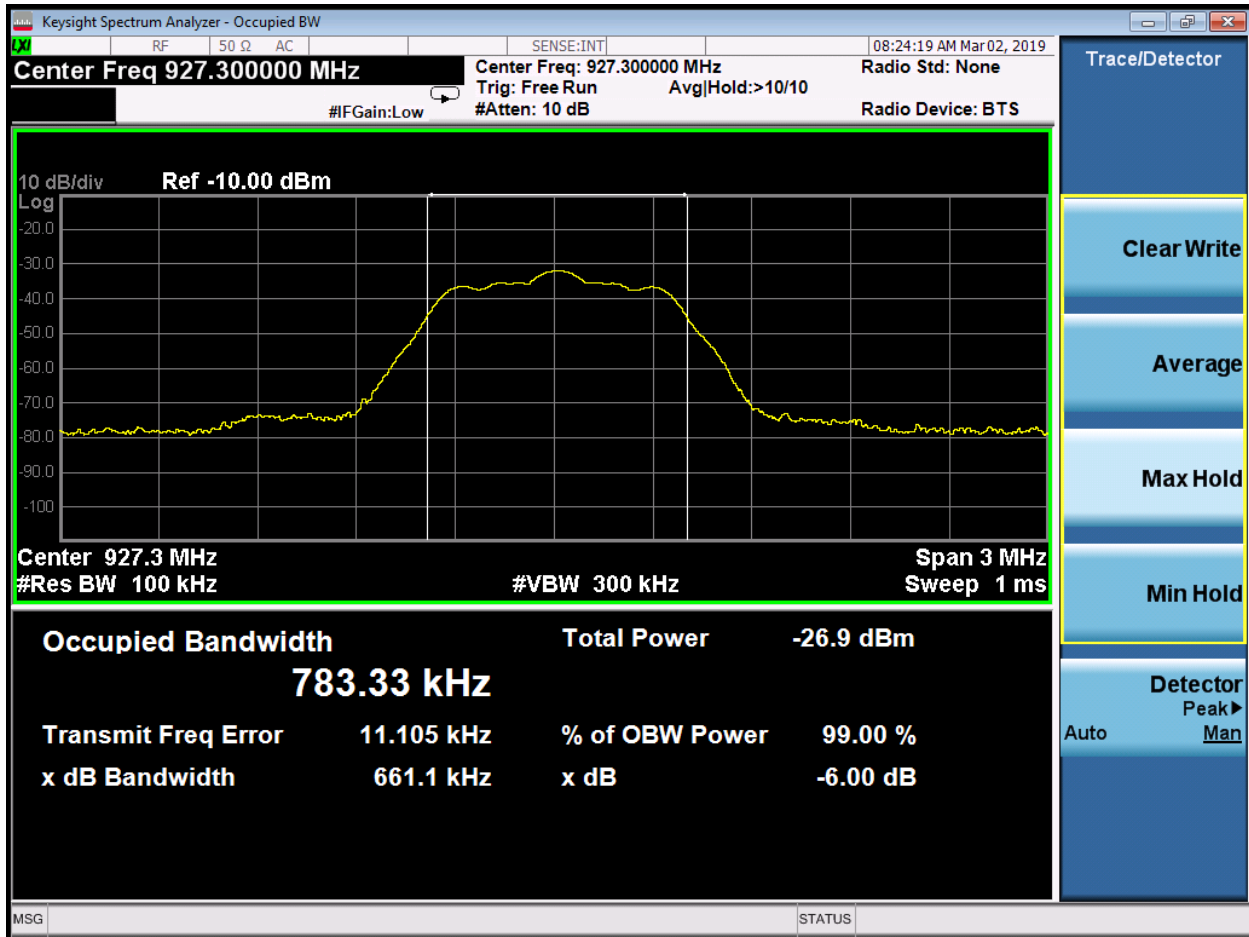 Keysight Spectrum Analyzer - Occupied BW
LXI RF 50 Ω AC SENSE:INT 08:24:19 AM Mar 02, 2019
Center Freq 927.300000 MHz
Center Freq: 927.300000 MHz
Radio Std: None
Trig: Free Run Avg|Hold:>10/10
#IFGain:Low
#Atten: 10 dB
Radio Device: BTS
10 dB/div Ref -10.00 dBm
Log
-20.0
-30.0
-40.0
-50.0
-60.0
-70.0
-80.0
-90.0
-100
Center 927.3 MHz
Span 3 MHz
#Res BW 100 kHz
#VBW 300 kHz
Sweep 1 ms
Occupied Bandwidth
Total Power -26.9 dBm
783.33 kHz
Transmit Freq Error 11.105 kHz
% of OBW Power 99.00 %
x dB Bandwidth 661.1 kHz
x dB -6.00 dB
Trace/Detector
Clear Write
Average
Max Hold
Min Hold
Detector
Peak▶
Auto Man
MSG
STATUS